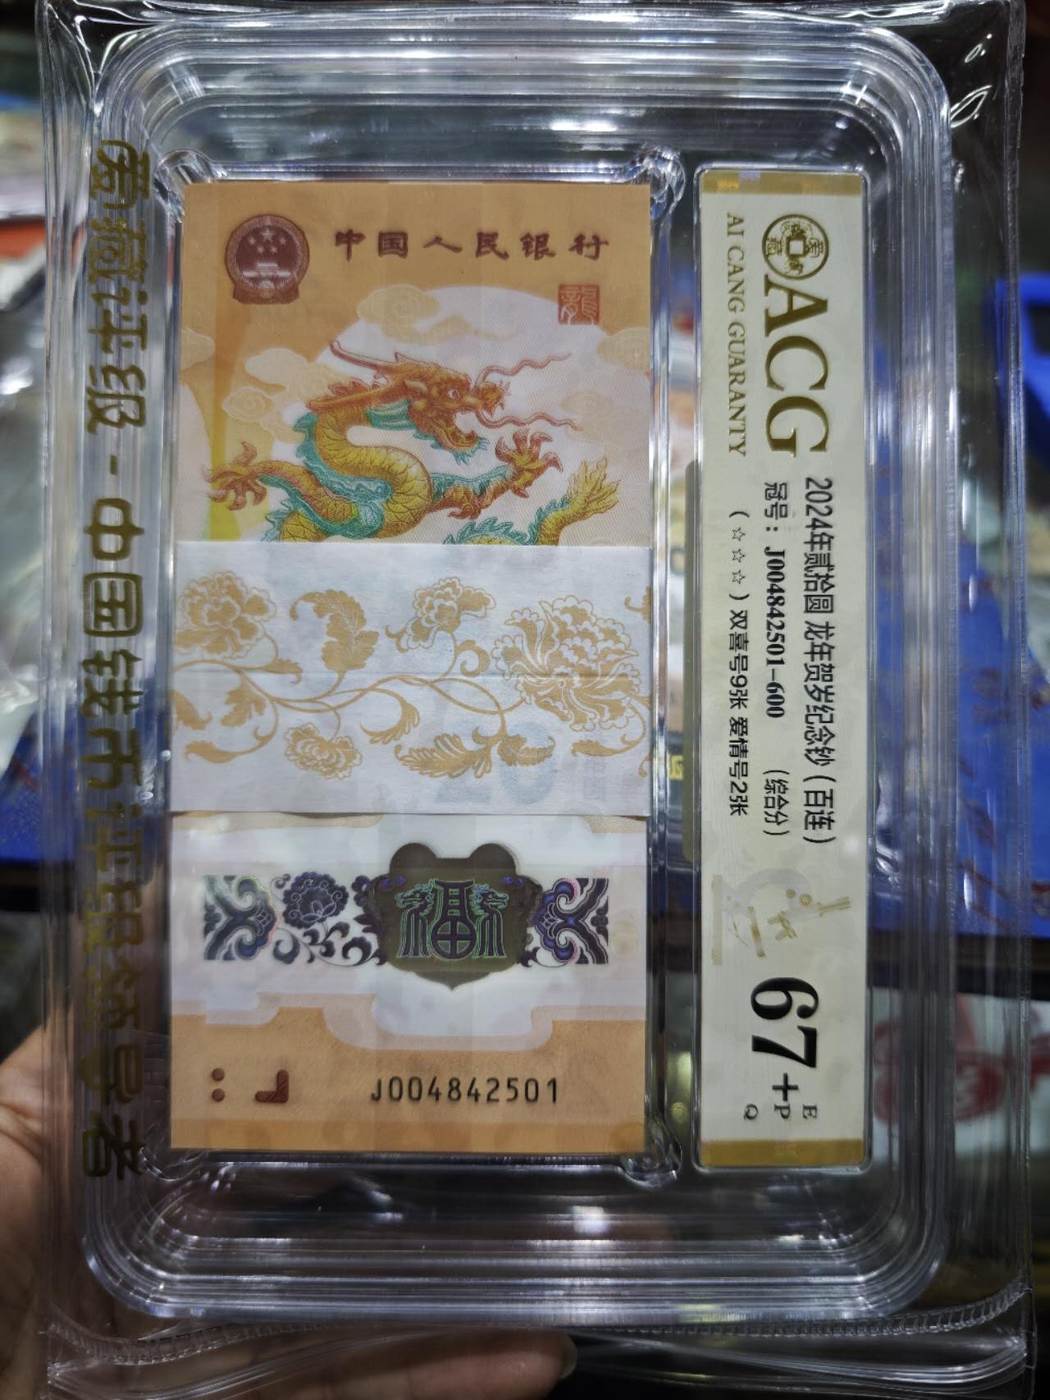 爱藏评级-中国钱币评级领导者
中国人民银行
龍
福
J004842501
ACG
AI CANG GUARANTY
2024年贰拾圆 龙年贺岁纪念钞（百连）
冠号：J004842501-600 （综合分）
（☆☆☆）双喜号9张 爱情号2张
67+
E
P
Q